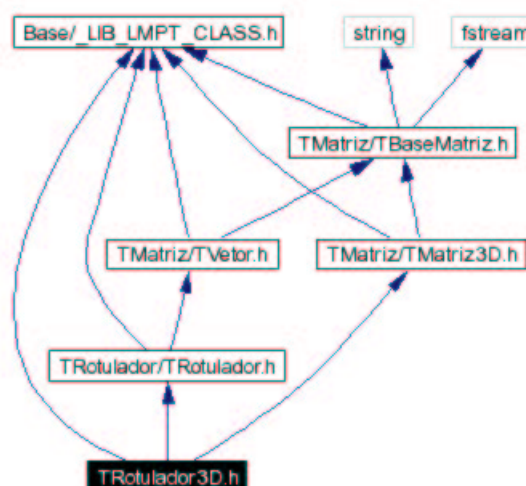 Base/_LIB_LMPT_CLASS.h
string
fstream
TMatriz/TBaseMatriz.h
TMatriz/TVetor.h
TMatriz/TMatriz3D.h
TRotulador/TRotulador.h
TRotulador3D.h